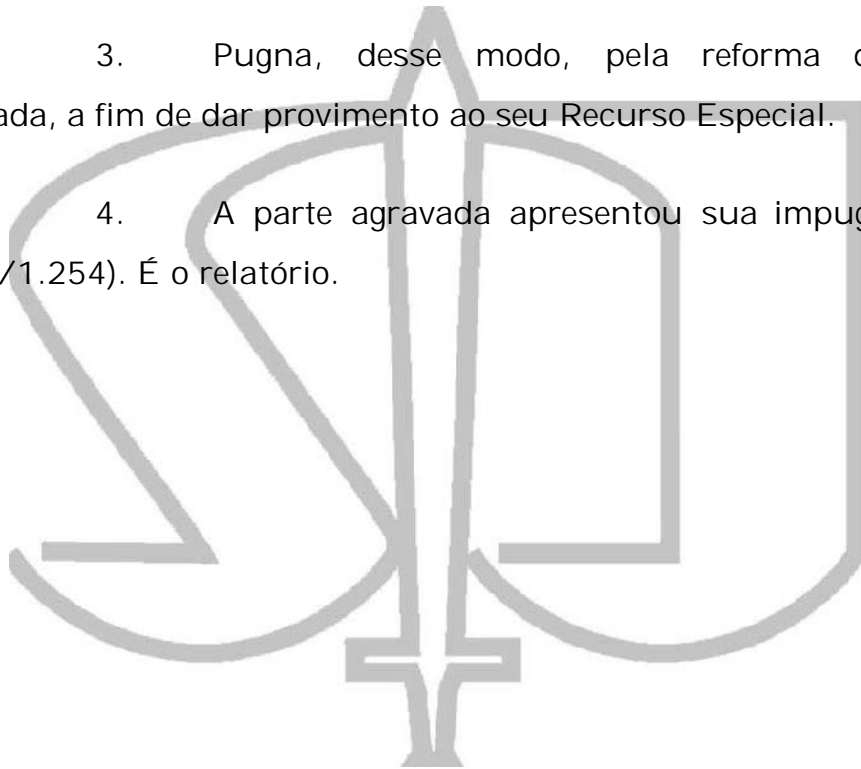 3. Pugna, desse modo, pela reforma
ada, a fim de dar provimento ao seu Recurso Especial.
4. A parte agravada apresentou sua impug
/1.254). É o relatório.